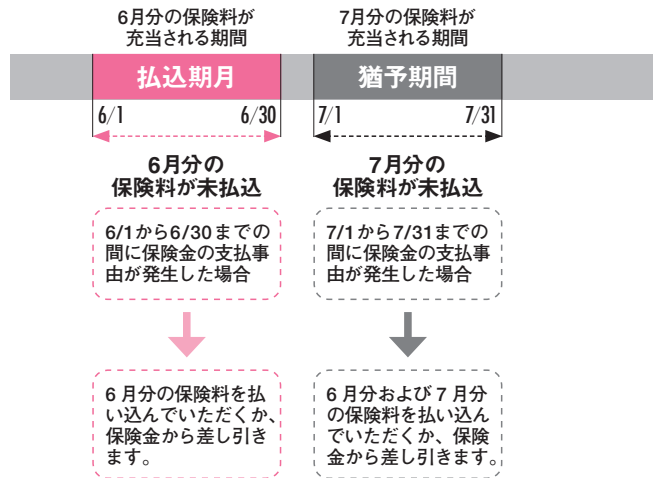 6月分の保険料が
充当される期間
7月分の保険料が
充当される期間
払込期月
猶予期間
6/1
6/30
7/1
7/31
6月分の
保険料が未払込
7月分の
保険料が未払込
6/1から6/30までの
間に保険金の支払事
由が発生した場合
7/1から7/31までの
間に保険金の支払事
由が発生した場合
6月分の保険料を払
い込んでいただくか、
保険金から差し引き
ます。
6月分および7月分
の保険料を払い込ん
でいただくか、保険
金から差し引きます。